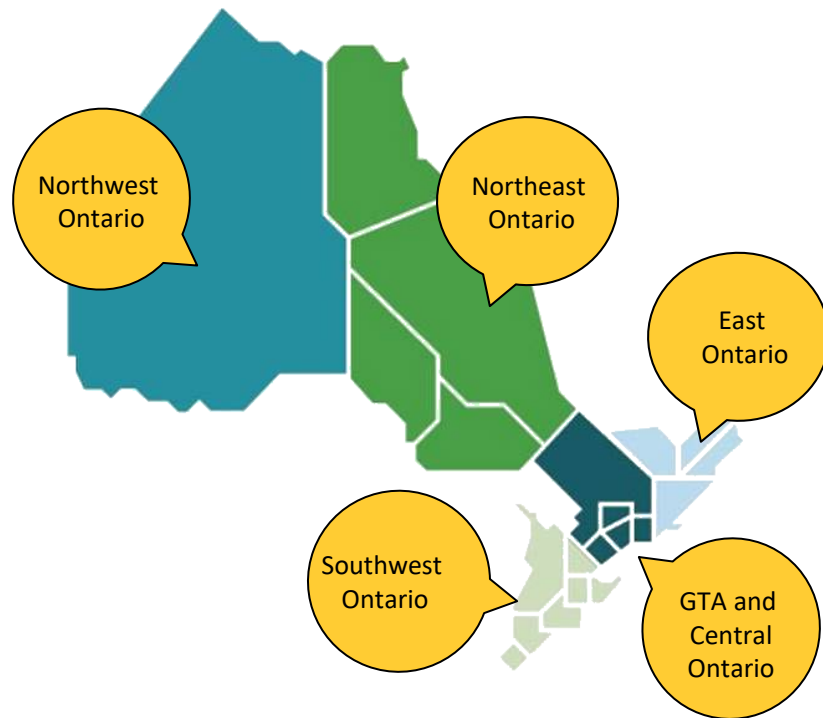 Northwest
Ontario
Northeast
Ontario
East
Ontario
Southwest
Ontario
GTA and
Central
Ontario